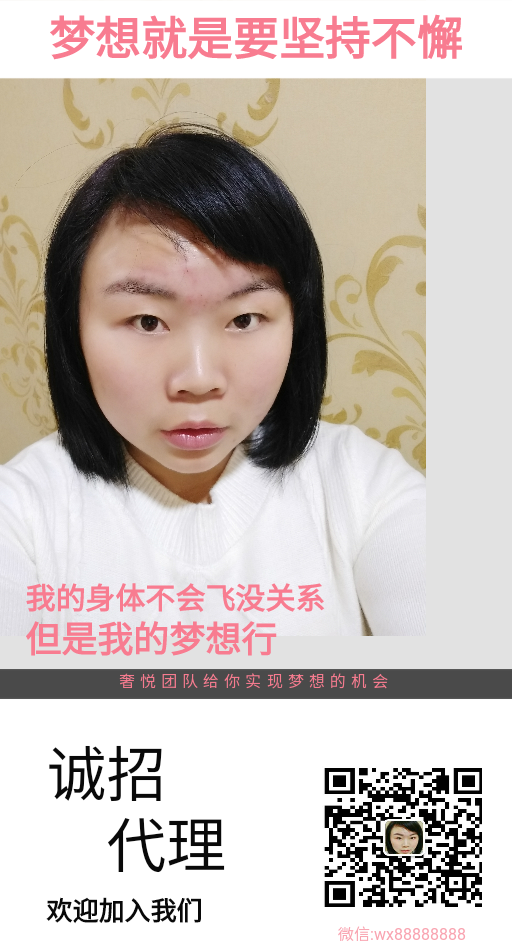 梦想就是要坚持不懈
我的身体不会飞没关系
但是我的梦想行
奢悦团队给你实现梦想的机会
诚招
代理
欢迎加入我们
微信:wx88888888